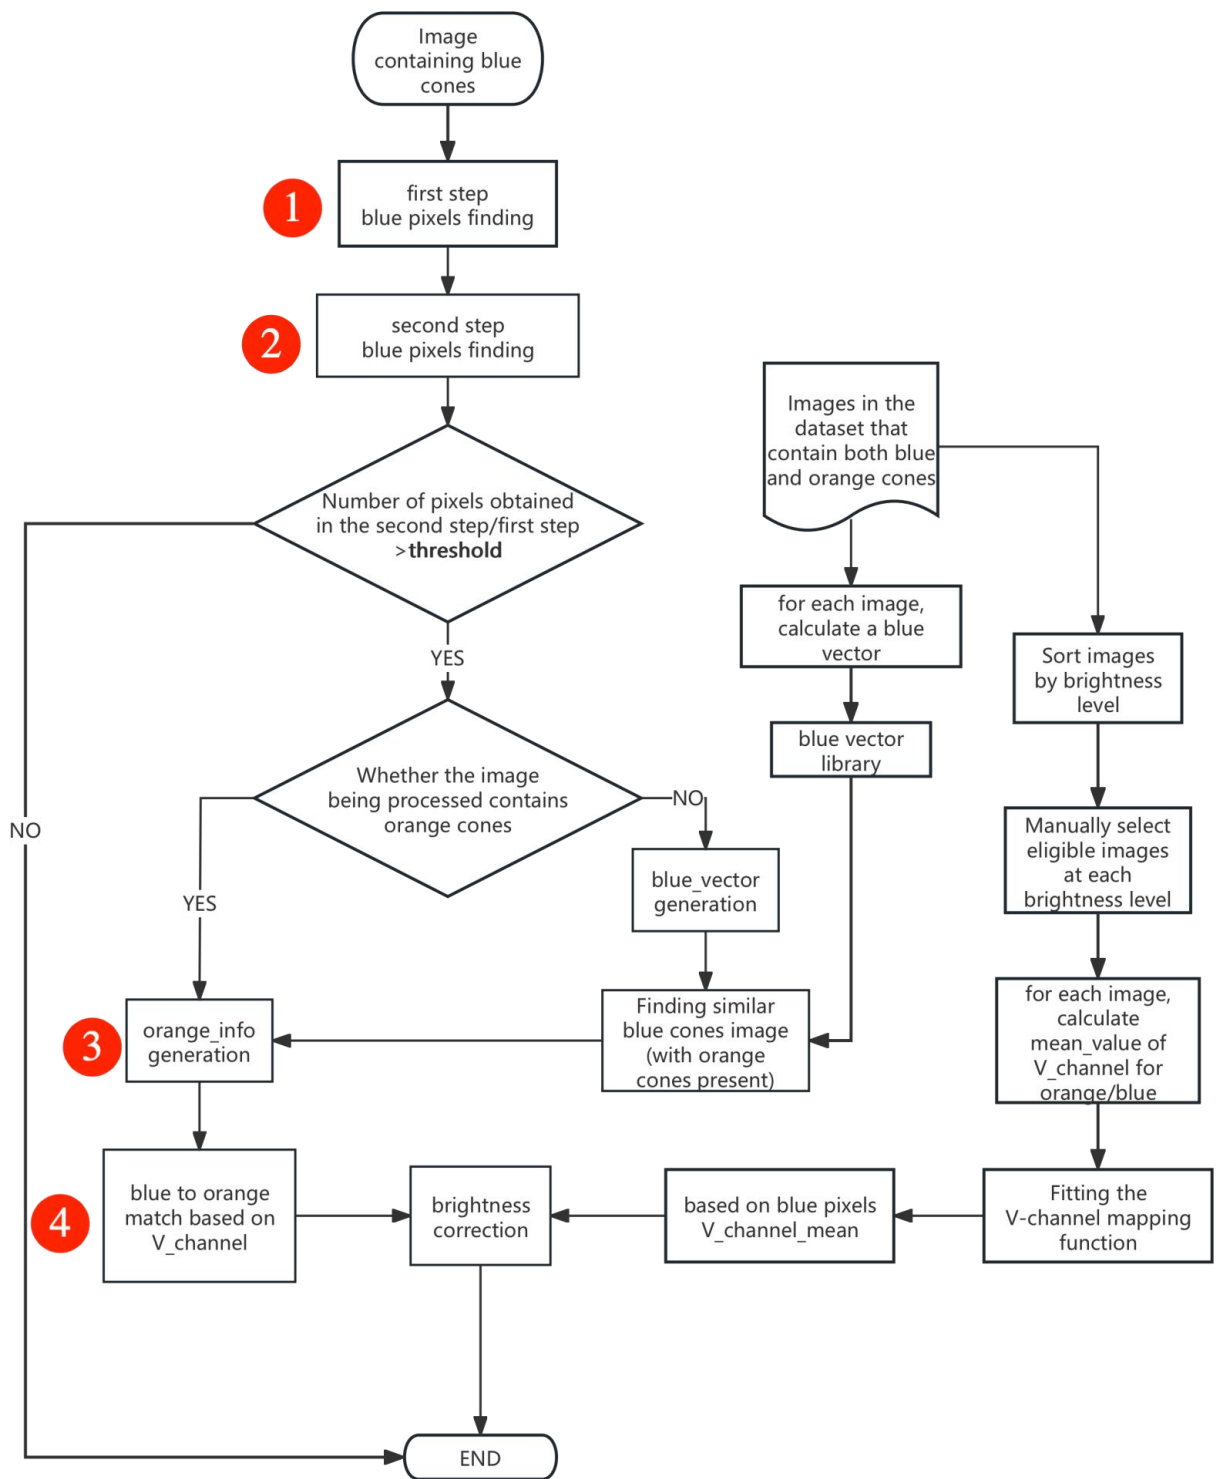 Image
containing blue
cones
1
first step
blue pixels finding
2
second step
blue pixels finding
Number of pixels obtained
in the second step/first step
>threshold
YES
NO
Whether the image
being processed contains
orange cones
NO
YES
blue_vector
generation
Finding similar
blue cones image
(with orange
cones present)
3
orange_info
generation
4
blue to orange
match based on
V_channel
brightness
correction
END
Images in the
dataset that
contain both blue
and orange cones
for each image,
calculate a blue
vector
blue vector
library
Sort images
by brightness
level
Manually select
eligible images
at each
brightness level
for each image,
calculate
mean_value of
V_channel for
orange/blue
Fitting the
V-channel mapping
function
based on blue pixels
V_channel_mean